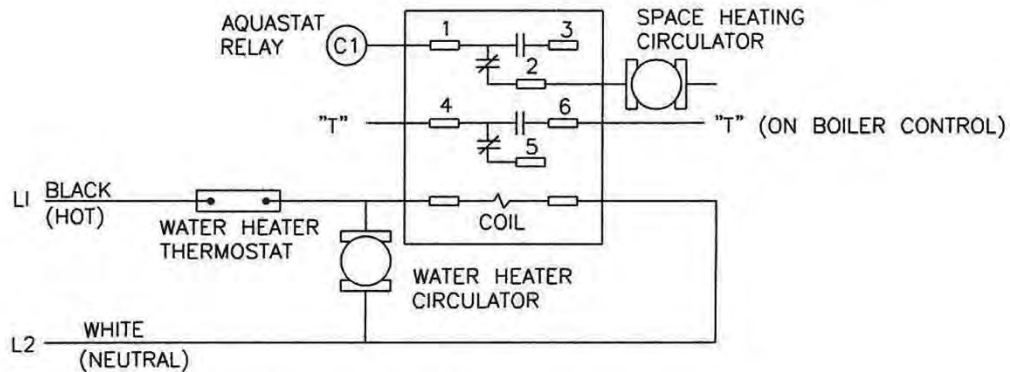 AQUASTAT
RELAY
C1
1
3
2
SPACE HEATING
CIRCULATOR
"T"
4
6
5
"T" (ON BOILER CONTROL)
L1
BLACK
(HOT)
WATER HEATER
THERMOSTAT
COIL
WATER HEATER
CIRCULATOR
L2
WHITE
(NEUTRAL)